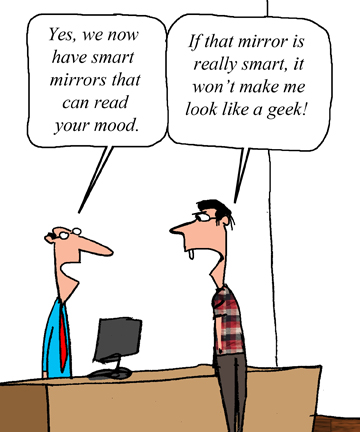 Yes, we now
have smart
mirrors that
can read
your mood.
If that mirror is
really smart, it
won't make me
look like a geek!